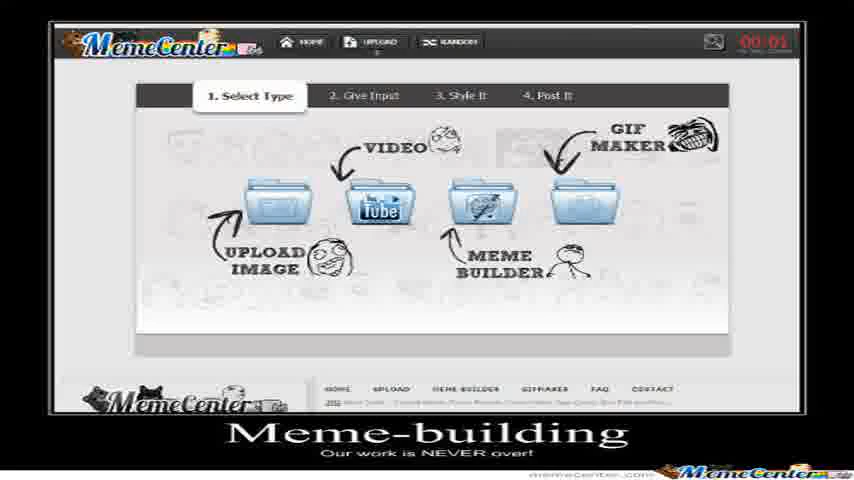 MemeCenter HOME UPLOAD RANDOM 00:01
1. Select Type 2. Give Input 3. Style It 4. Post It
VIDEO
GIF
MAKER
You Tube
UPLOAD
IMAGE
MEME
BUILDER
MemeCenter
HOME UPLOAD MEME BUILDER GIFMAKER FAQ CONTACT
Meme-building
Our work is NEVER over!
memecenter.com MemeCenter